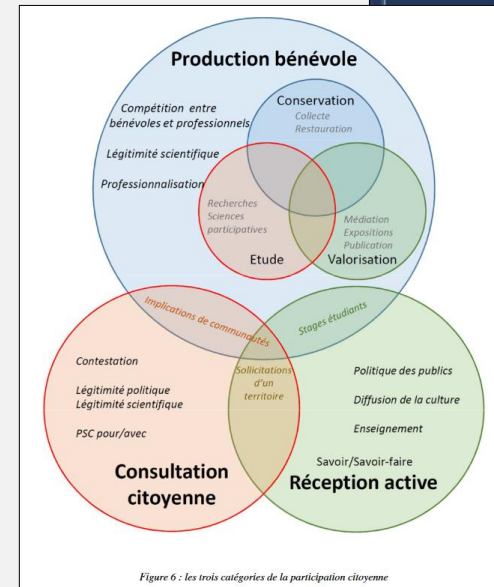 Production bénévole
Compétition entre
bénévoles et professionnels
Légitimité scientifique
Professionnalisation
Conservation
Collecte
Restauration
Recherches
Sciences
participatives
Etude
Médiation
Expositions
Publication
Valorisation
Implications de communautés
Stages étudiants
Sollicitations
d'un
territoire
Contestation
Légitimité politique
Légitimité scientifique
PSC pour/avec
Consultation
citoyenne
Politique des publics
Diffusion de la culture
Enseignement
Savoir/Savoir-faire
Réception active
Figure 6 : les trois catégories de la participation citoyenne